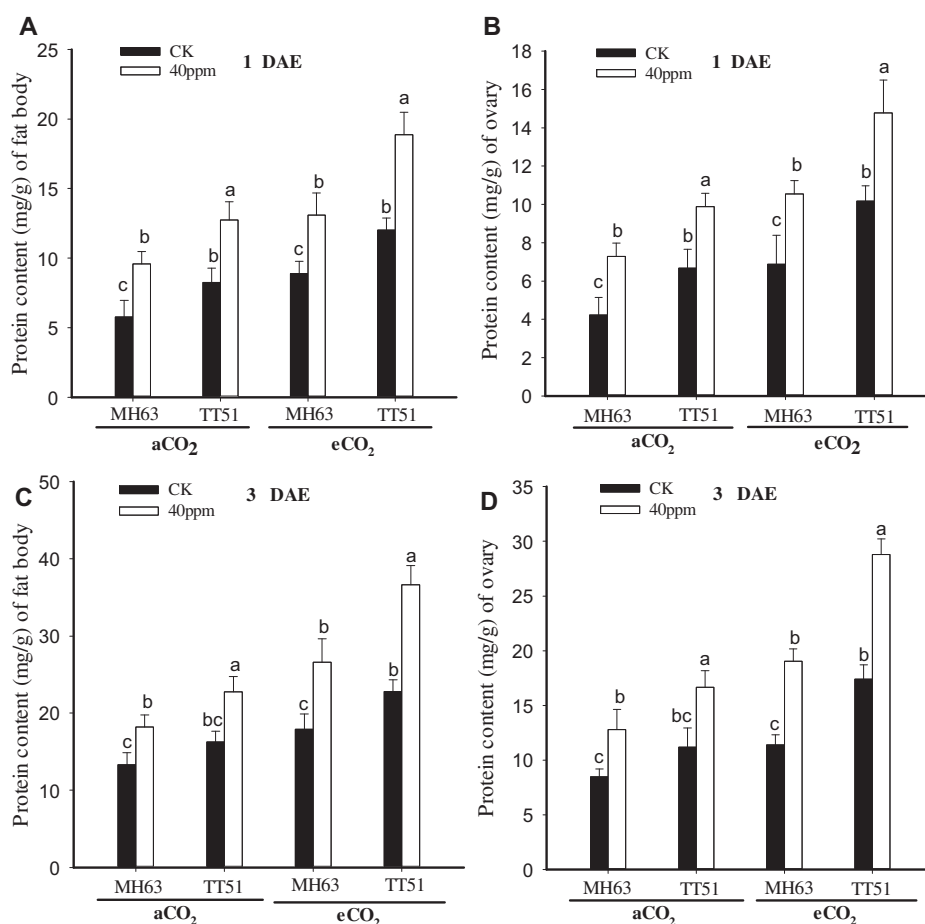 A
Protein content (mg/g) of fat body
25
20
15
10
5
0
CK
40ppm
1 DAE
c
b
b
a
c
b
b
a
MH63
TT51
MH63
TT51
aCO₂
eCO₂
B
Protein content (mg/g) of ovary
18
16
14
12
10
8
6
4
2
0
CK
40ppm
1 DAE
c
b
b
a
c
b
b
a
MH63
TT51
MH63
TT51
aCO₂
eCO₂
C
Protein content (mg/g) of fat body
50
40
30
20
10
0
CK
40ppm
3 DAE
c
b
bc
a
c
b
b
a
MH63
TT51
MH63
TT51
aCO₂
eCO₂
D
Protein content (mg/g) of ovary
35
30
25
20
15
10
5
0
CK
40ppm
3 DAE
c
b
bc
a
c
b
b
a
MH63
TT51
MH63
TT51
aCO₂
eCO₂